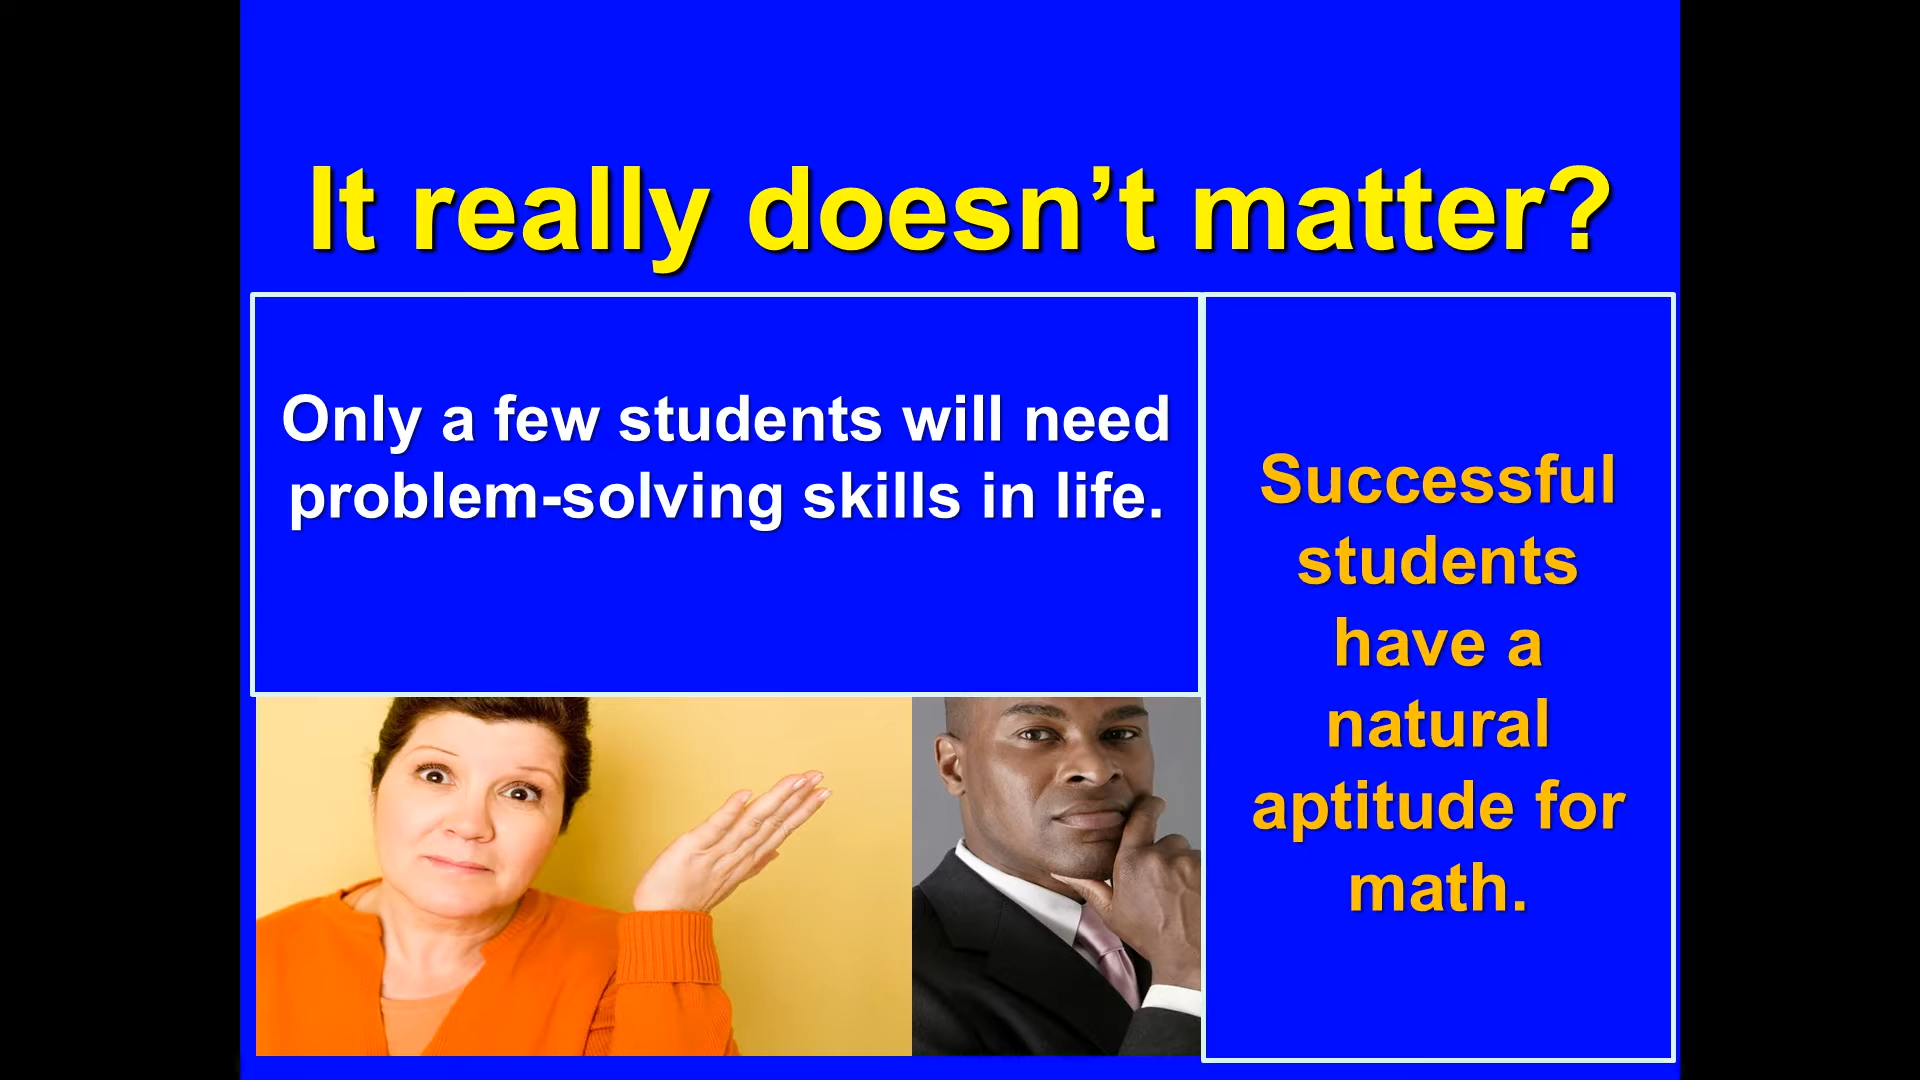 It really doesn’t matter?
Only a few students will need
problem-solving skills in life.
Successful
students
have a
natural
aptitude for
math.